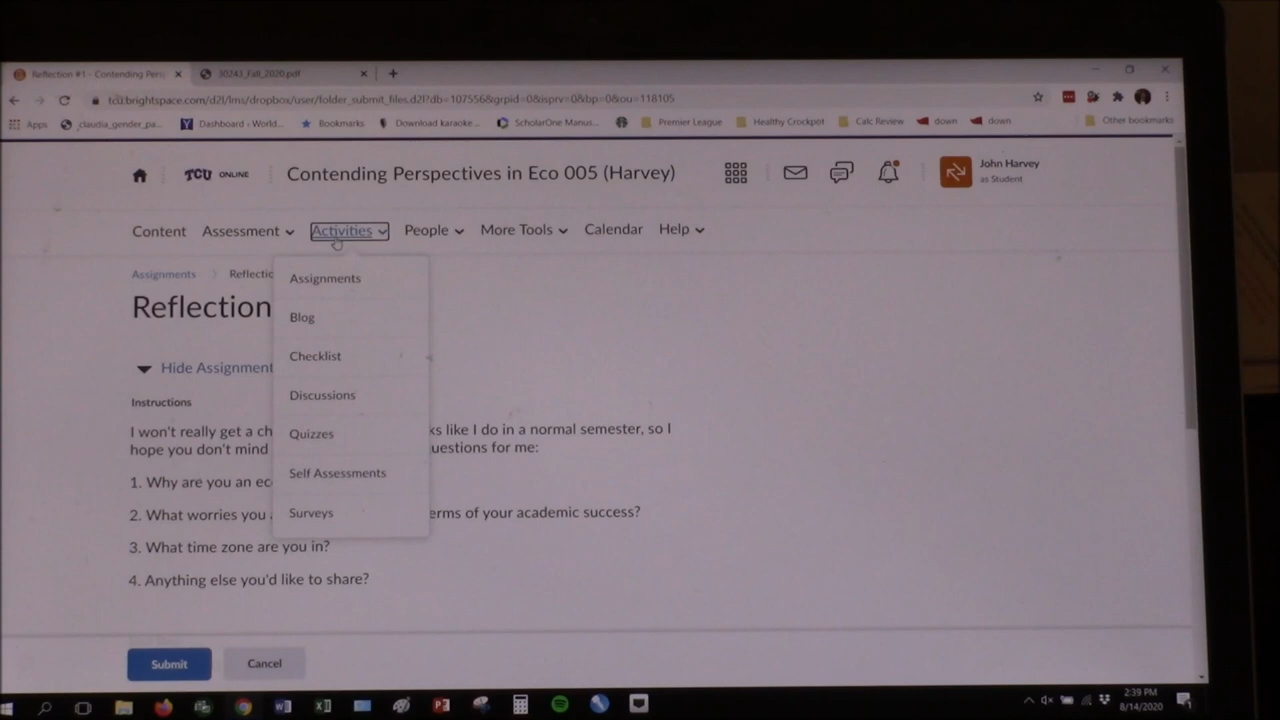 Reflection #1 - Contending Pers
30243_Fall_2020.pdf
tcu.brightspace.com/d2l/lms/dropbox/user/folder_submit_files.d2l?db=107556&grpid=0&isprv=0&bp=0&ou=118105
Apps claudia_gender_pa... Dashboard - World... Bookmarks Download karaoke... ScholarOne Manus... Premier League Healthy Crockpot Calc Review down down Other bookmarks
TCU ONLINE Contending Perspectives in Eco 005 (Harvey) John Harvey
as Student
Content Assessment Activities People More Tools Calendar Help
Assignments Reflectio
Reflection
Hide Assignment
Instructions
I won't really get a ch ks like I do in a normal semester, so I
hope you don't mind uestions for me:
1. Why are you an ec
2. What worries you erms of your academic success?
3. What time zone are you in?
4. Anything else you'd like to share?
Assignments
Blog
Checklist
Discussions
Quizzes
Self Assessments
Surveys
Submit Cancel
2:39 PM
8/14/2020